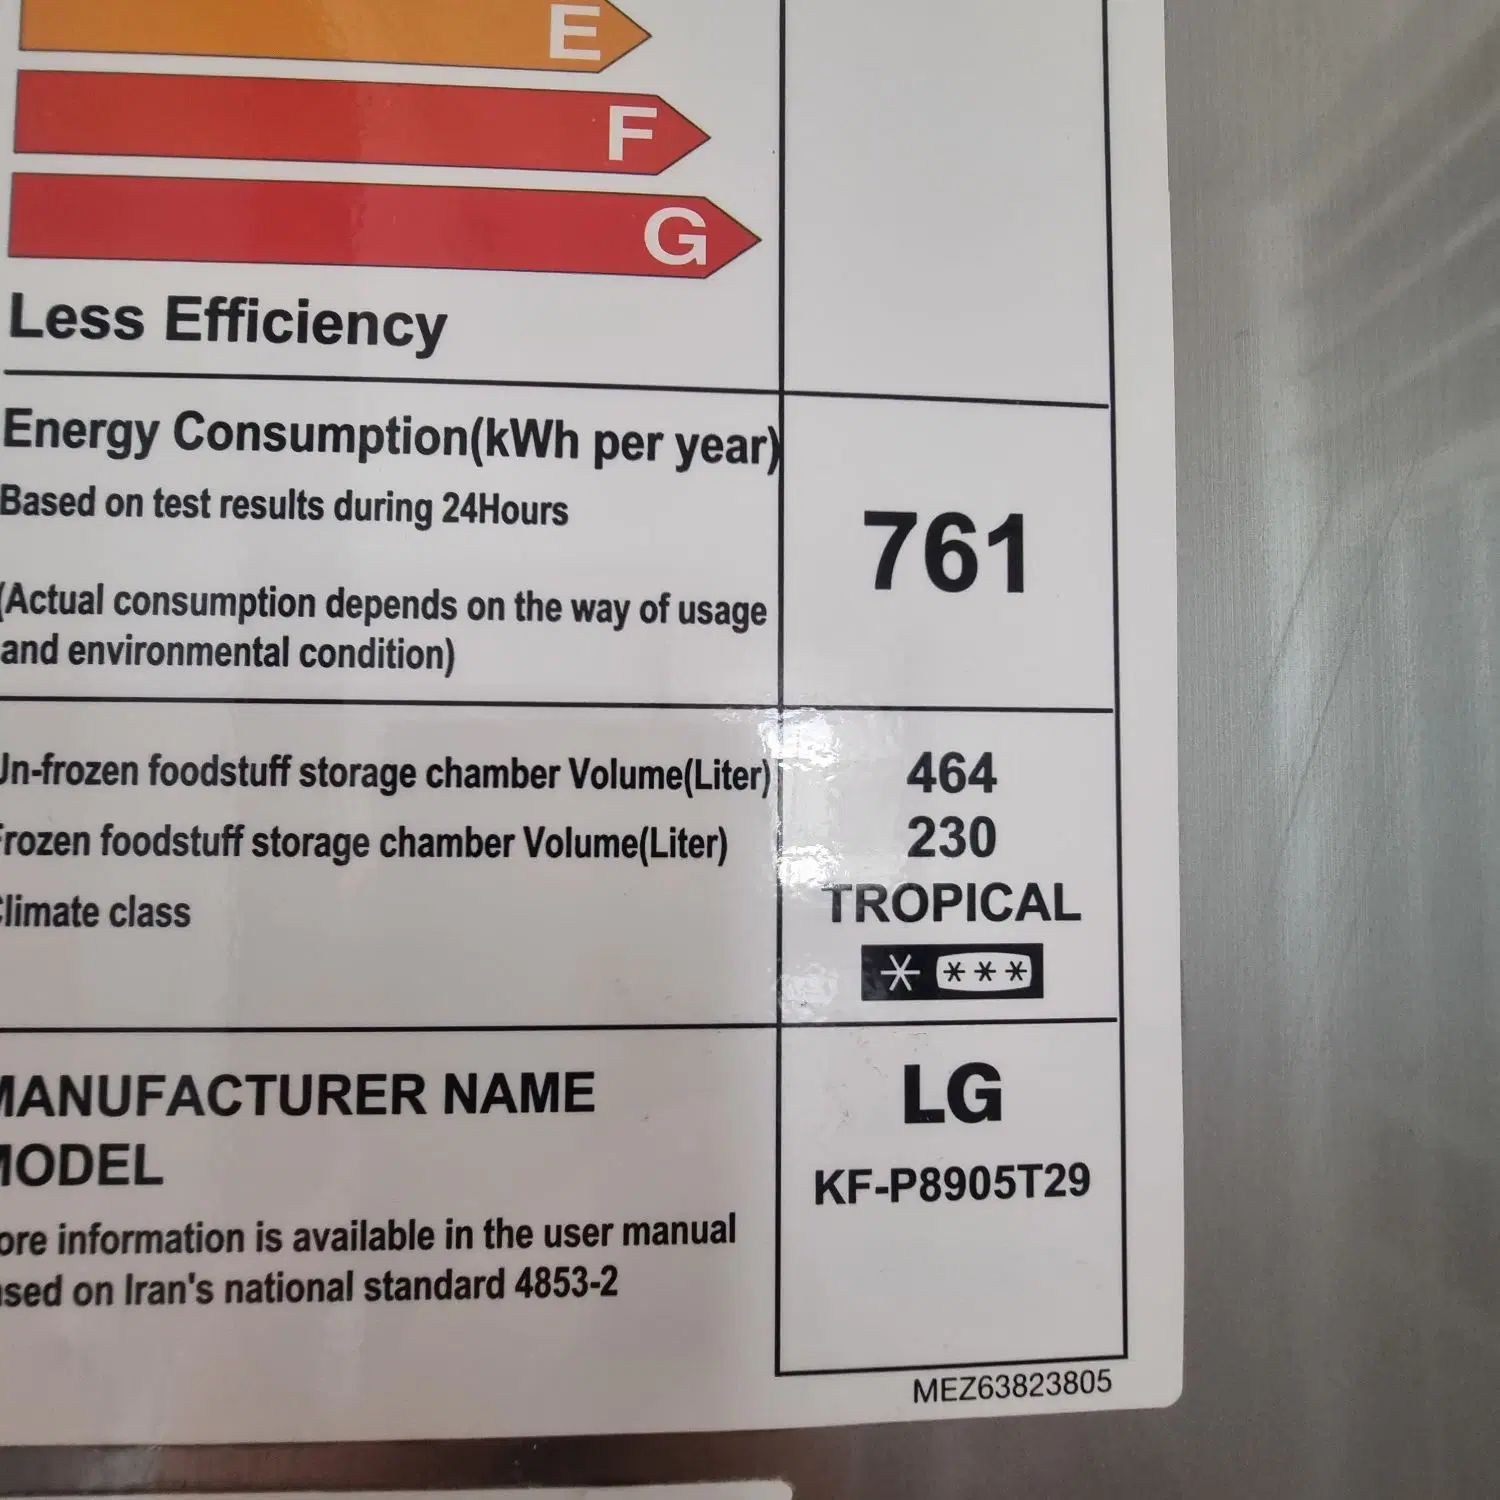 E
F
G
Less Efficiency
Energy Consumption(kWh per year)
Based on test results during 24Hours
761
(Actual consumption depends on the way of usage
and environmental condition)
Un-frozen foodstuff storage chamber Volume(Liter) 464
frozen foodstuff storage chamber Volume(Liter) 230
Climate class TROPICAL
MANUFACTURER NAME LG
MODEL KF-P8905T29
ore information is available in the user manual
ased on Iran's national standard 4853-2
MEZ63823805